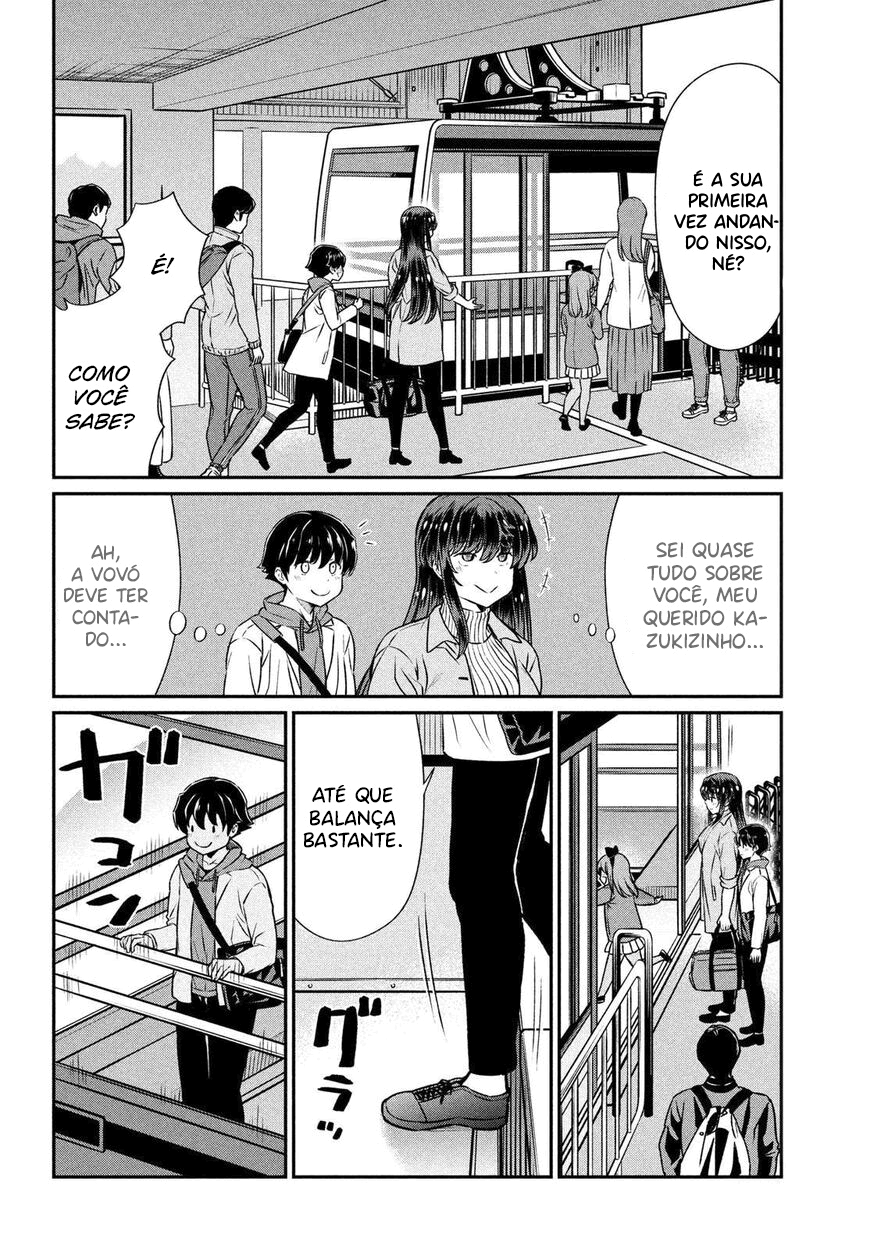 É A SUA
PRIMEIRA
VEZ ANDAN-
DO NISSO,
NÉ?
É!
COMO
VOCÊ
SABE?
SEI QUASE
TUDO SOBRE
VOCÊ, MEU
QUERIDO KA-
ZUKIZINHO...
AH,
A VOVÓ
DEVE TER
CONTA-
DO...
ATÉ QUE
BALANÇA
BASTANTE.
グラ
ガコン